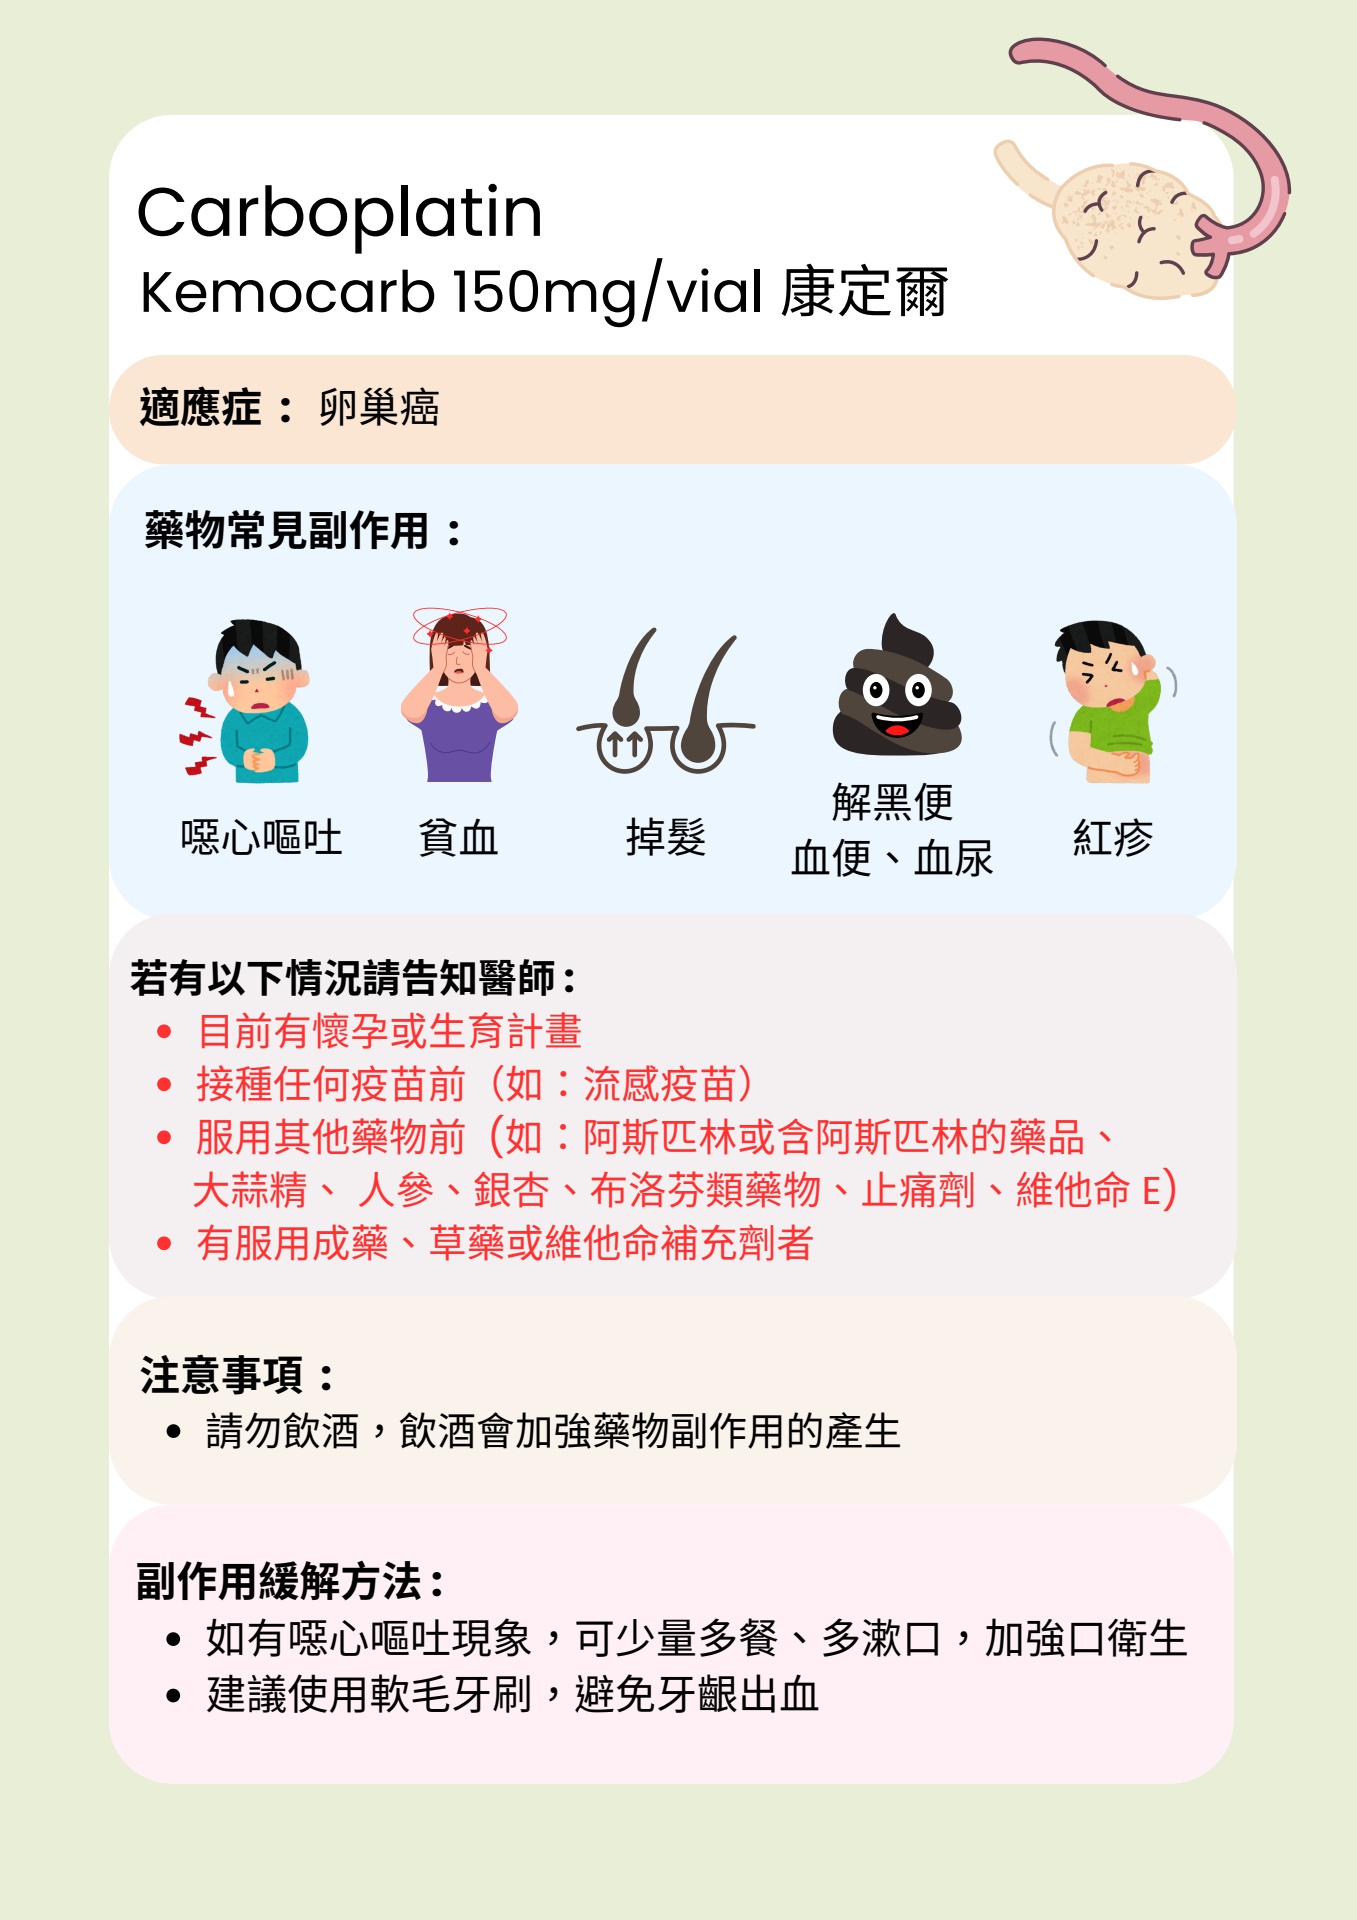 Carboplatin
Kemocarb 150mg/vial 康定爾
適應症： 卵巢癌
藥物常見副作用：
噁心嘔吐
貧血
掉髮
解黑便
血便、血尿
紅疹
若有以下情況請告知醫師:
• 目前有懷孕或生育計畫
• 接種任何疫苗前（如：流感疫苗）
• 服用其他藥物前（如：阿斯匹林或含阿斯匹林的藥品、
大蒜精、 人參、銀杏、布洛芬類藥物、止痛劑、維他命 E)
• 有服用成藥、草藥或維他命補充劑者
注意事項：
• 請勿飲酒，飲酒會加強藥物副作用的產生
副作用緩解方法:
• 如有噁心嘔吐現象，可少量多餐、多漱口，加強口衛生
• 建議使用軟毛牙刷，避免牙齦出血